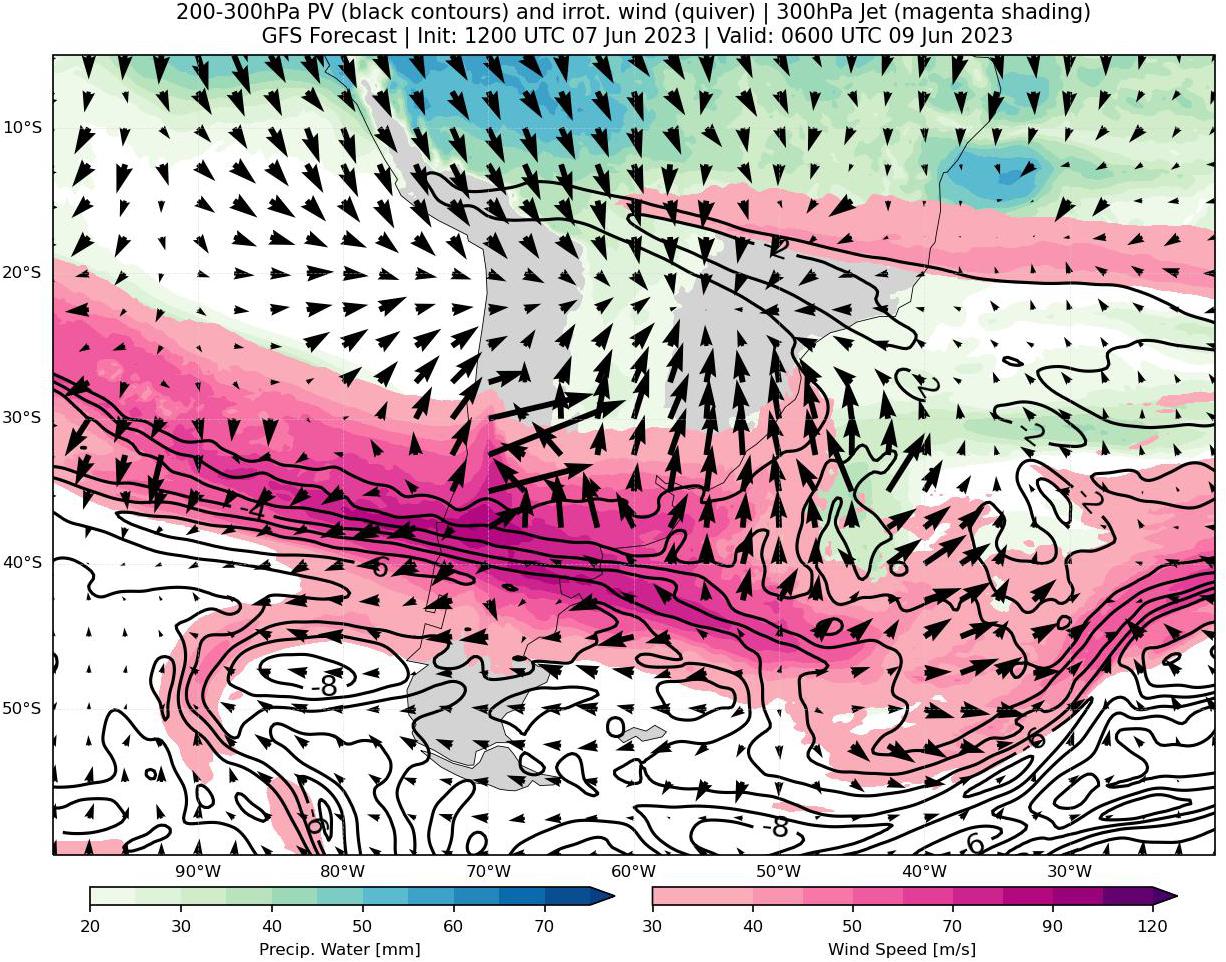 200-300hPa PV (black contours) and irrot. wind (quiver) | 300hPa Jet (magenta shading)
GFS Forecast | Init: 1200 UTC 07 Jun 2023 | Valid: 0600 UTC 09 Jun 2023
10°S
20°S
30°S
40°S
50°S
-2
-2
-2
-2
-4
-6
-6
-6
-8
-6
-8
-6
90°W 80°W 70°W 60°W 50°W 40°W 30°W
20 30 40 50 60 70
Precip. Water [mm]
30 40 50 70 90 120
Wind Speed [m/s]